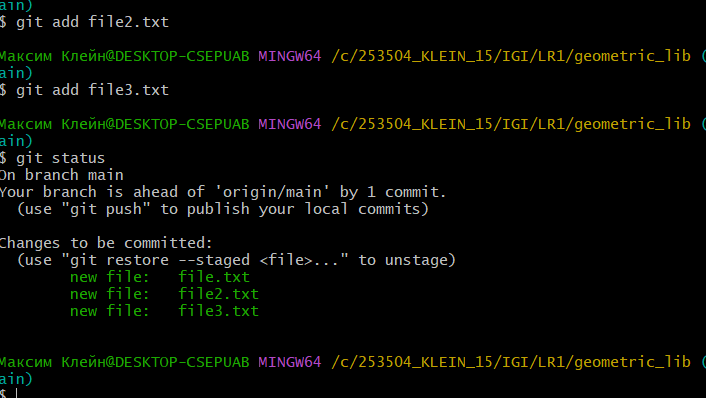 ain)
$ git add file2.txt
Максим Клейн@DESKTOP-CSEPUAB MINGW64 /c/253504_KLEIN_15/IGI/LR1/geometric_lib (
ain)
$ git add file3.txt
Максим Клейн@DESKTOP-CSEPUAB MINGW64 /c/253504_KLEIN_15/IGI/LR1/geometric_lib (
ain)
$ git status
On branch main
Your branch is ahead of 'origin/main' by 1 commit.
  (use "git push" to publish your local commits)
Changes to be committed:
  (use "git restore --staged <file>..." to unstage)
        new file:   file.txt
        new file:   file2.txt
        new file:   file3.txt
Максим Клейн@DESKTOP-CSEPUAB MINGW64 /c/253504_KLEIN_15/IGI/LR1/geometric_lib (
ain)
$